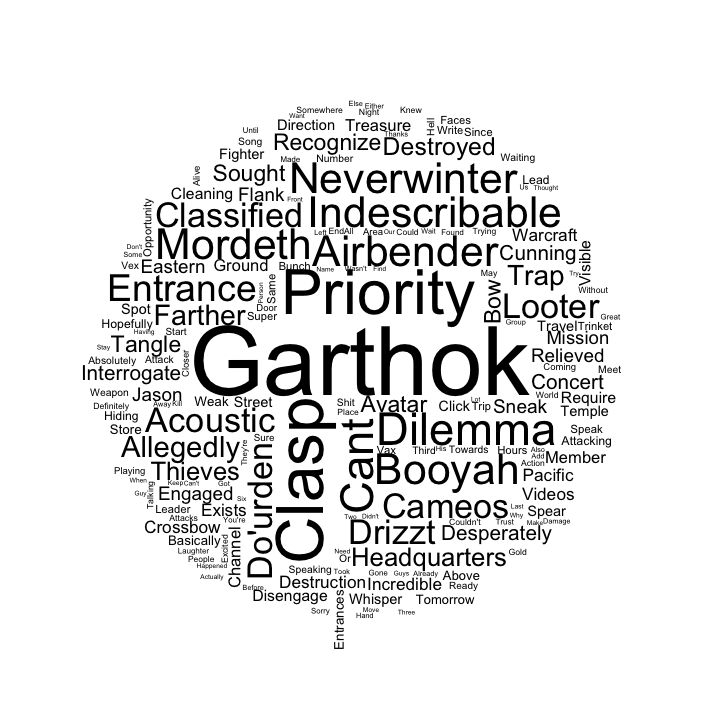 Else Either
Somewhere Night Knew
Want
Direction Treasure Hell Faces
Until Thanks Write Since
Song Recognize Destroyed
Fighter Made Number Waiting
Alive Sought Neverwinter Lead
Us Thought
Cleaning Flank Front
Opportunity Classified Indescribable
Left EndAll Area Our Could Wait Found Trying Warcraft
Don't Mordeth Airbender Cunning Visible
Some
Vex Eastern Ground Bunch Name Wasn't Find
Person Same Priority May Trap Try
Entrance Bow Without
Spot Farther Door Looter
Super Group Great
Hopefully Having Start Travel Trinket
Stay Tangle Garthok Mission
Absolutely Attack Closer Relieved
Interrogate Coming Meet
Concert
Weapon Jason Weak Street Shit Avatar Click Trip Lot Sneak World Require
Definitely Away Kill Place Temple
Hiding Acoustic Clasp Cant Dilemma
Store Speak
Allegedly They're Sure Vax Third His Towards Hours Also Attacking
Add Member
Playing Thieves Booyah Action Pacific
When Keep Can't Got
Guy Talking Engaged Do'urden Six Cameos Videos
Leader Exists Last Spear
Attacks You're Two Didn't Couldn't Trust Make Damage
Crossbow Drizzt Desperately
Basically Excited Channel
Laughter Need
People Or Headquarters Gold
Happened Speaking Took Gone Guys Already Above
Actually Before Destruction Incredible Ready
Disengage Entrances Whisper Tomorrow
Sorry Move Three
Hand